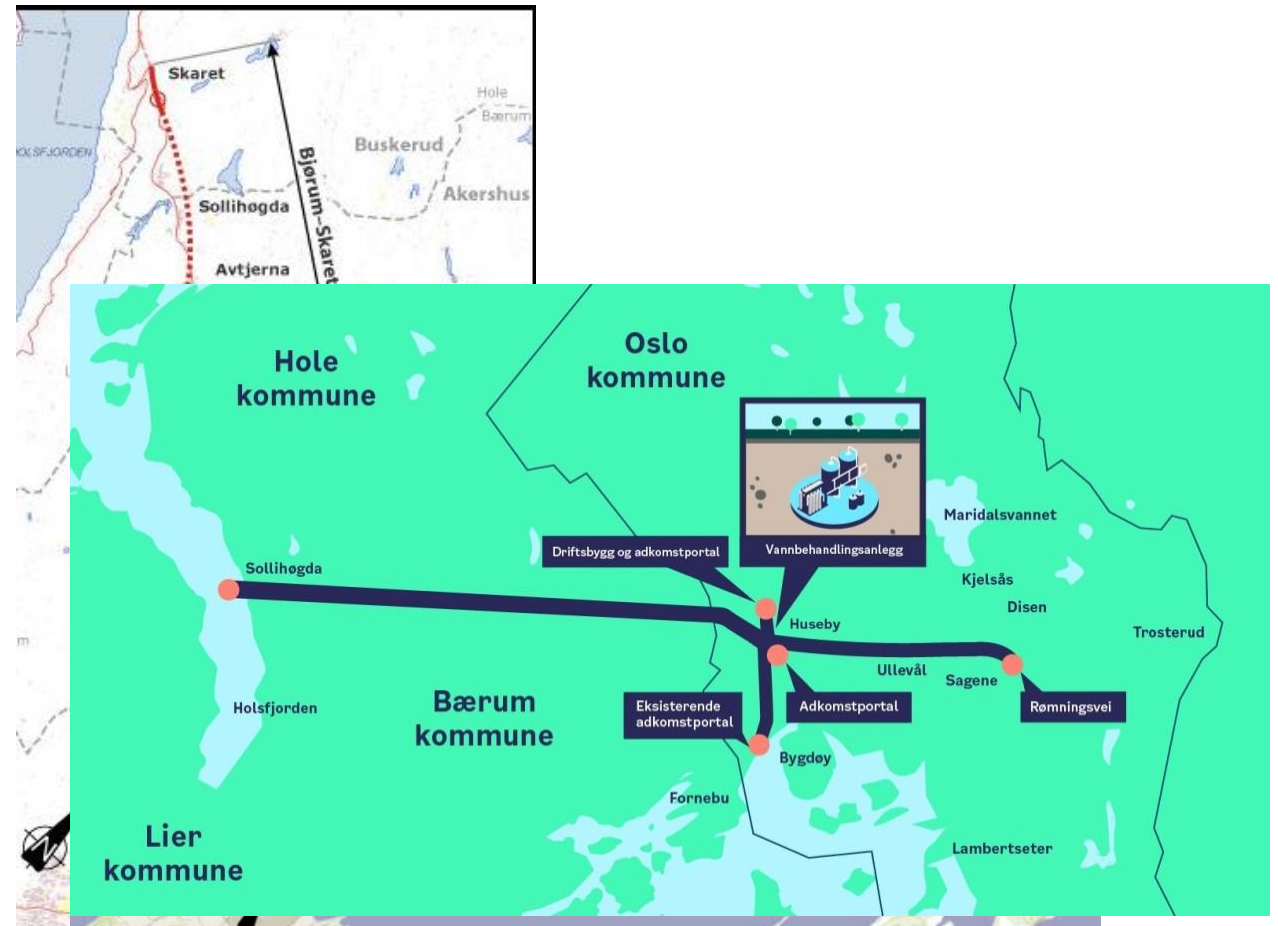 Skaret
Hole
Bærum
Buskerud
Akershus
Bjørum-Skaret
Sollihøgda
Avtjerna
Hole
kommune
Oslo
kommune
Maridalsvannet
Driftsbygg og adkomstportal
Vannbehandlingsanlegg
Sollihøgda
Kjelsås
Disen
Huseby
Trosterud
Ullevål
Sagene
Holsfjorden
Bærum
kommune
Eksisterende
adkomstportal
Adkomstportal
Rømningsvei
Bygdøy
Fornebu
Lier
kommune
Lambertseter